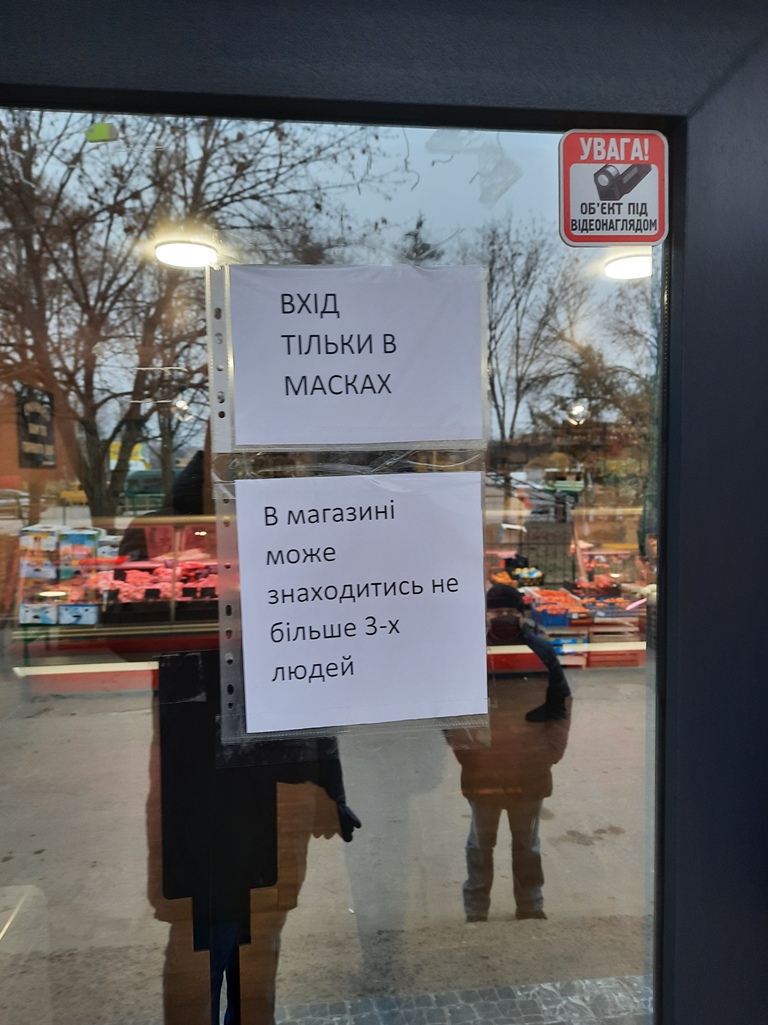 УВАГА!
ОБ'ЄКТ ПІД
ВІДЕОНАГЛЯДОМ
ВХІД
ТІЛЬКИ В
МАСКАХ
В магазині
може
знаходитись не
більше 3-х
людей